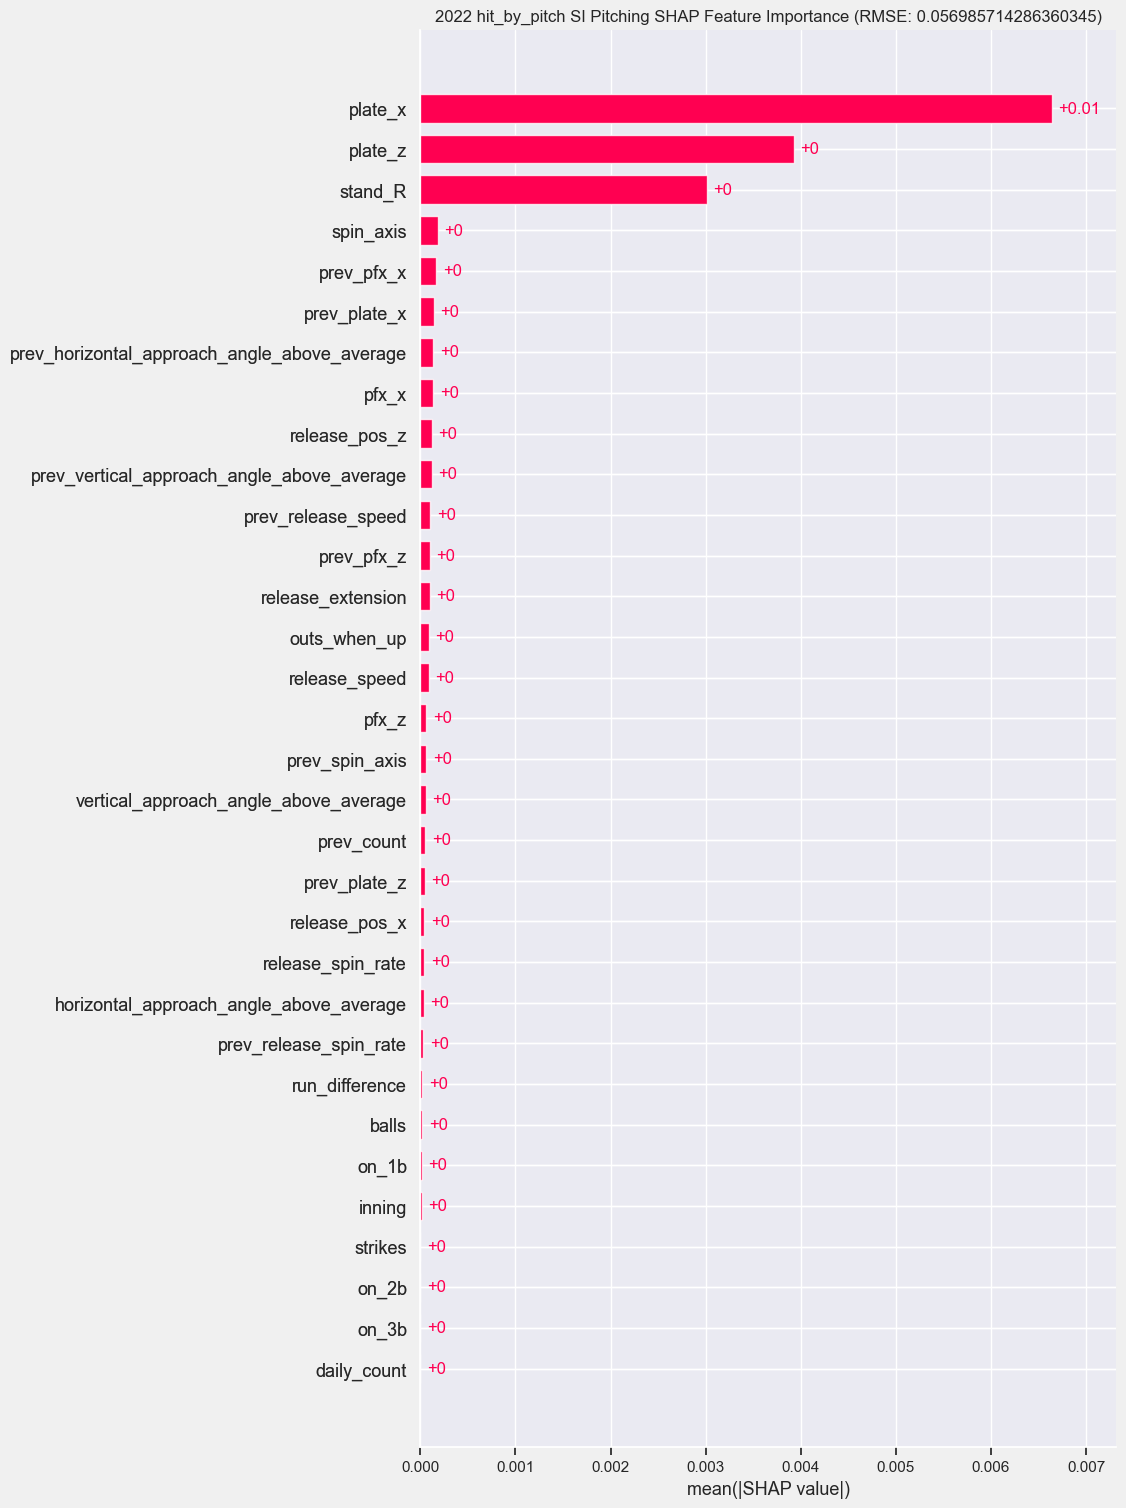 2022 hit_by_pitch SI Pitching SHAP Feature Importance (RMSE: 0.056985714286360345)
plate_x +0.01
plate_z +0
stand_R +0
spin_axis +0
prev_pfx_x +0
prev_plate_x +0
prev_horizontal_approach_angle_above_average +0
pfx_x +0
release_pos_z +0
prev_vertical_approach_angle_above_average +0
prev_release_speed +0
prev_pfx_z +0
release_extension +0
outs_when_up +0
release_speed +0
pfx_z +0
prev_spin_axis +0
vertical_approach_angle_above_average +0
prev_count +0
prev_plate_z +0
release_pos_x +0
release_spin_rate +0
horizontal_approach_angle_above_average +0
prev_release_spin_rate +0
run_difference +0
balls +0
on_1b +0
inning +0
strikes +0
on_2b +0
on_3b +0
daily_count +0
0.000 0.001 0.002 0.003 0.004 0.005 0.006 0.007
mean(|SHAP value|)